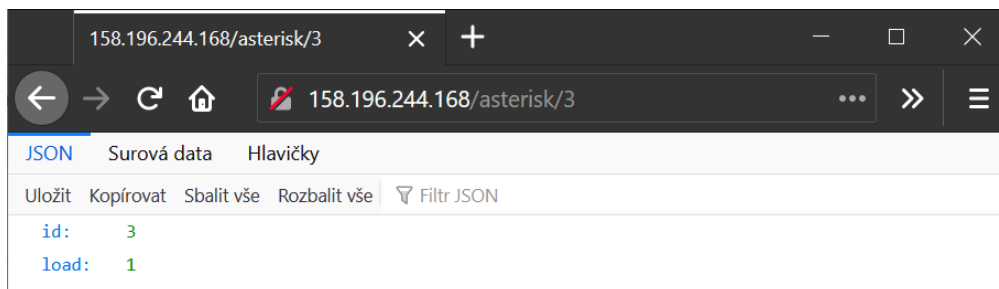 158.196.244.168/asterisk/3
158.196.244.168/asterisk/3
JSON Surová data Hlavičky
Uložit Kopírovat Sbalit vše Rozbalit vše Filtr JSON
id: 3
load: 1